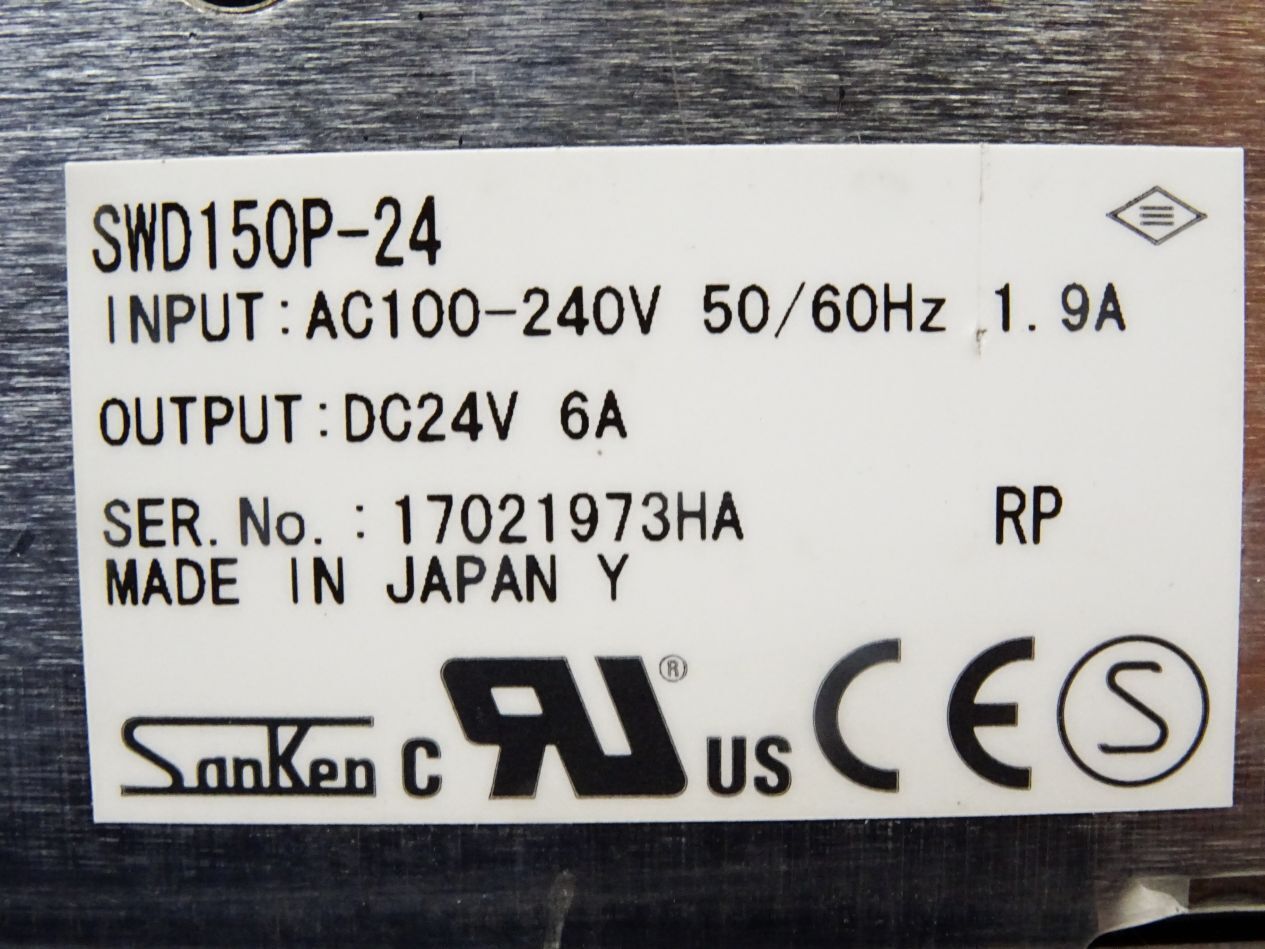 SWD150P-24
INPUT:AC100-240V 50/60Hz 1.9A
OUTPUT:DC24V 6A
SER.No.:17021973HA RP
MADE IN JAPAN Y
SanKen C RU® US CE S